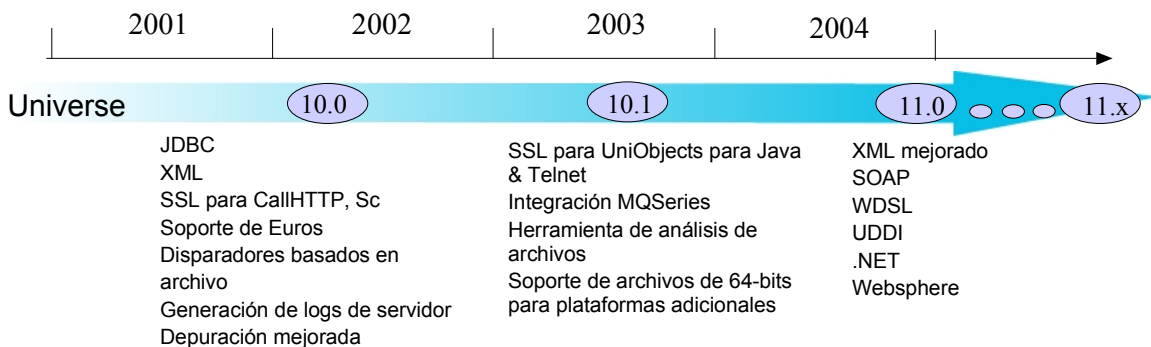 2001 2002 2003 2004
Universe 10.0 10.1 11.0 11.x
JDBC
XML
SSL para CallHTTP, Sc
Soporte de Euros
Disparadores basados en
archivo
Generación de logs de servidor
Depuración mejorada
SSL para UniObjects para Java
& Telnet
Integración MQSeries
Herramienta de análisis de
archivos
Soporte de archivos de 64-bits
para plataformas adicionales
XML mejorado
SOAP
WDSL
UDDI
.NET
Websphere